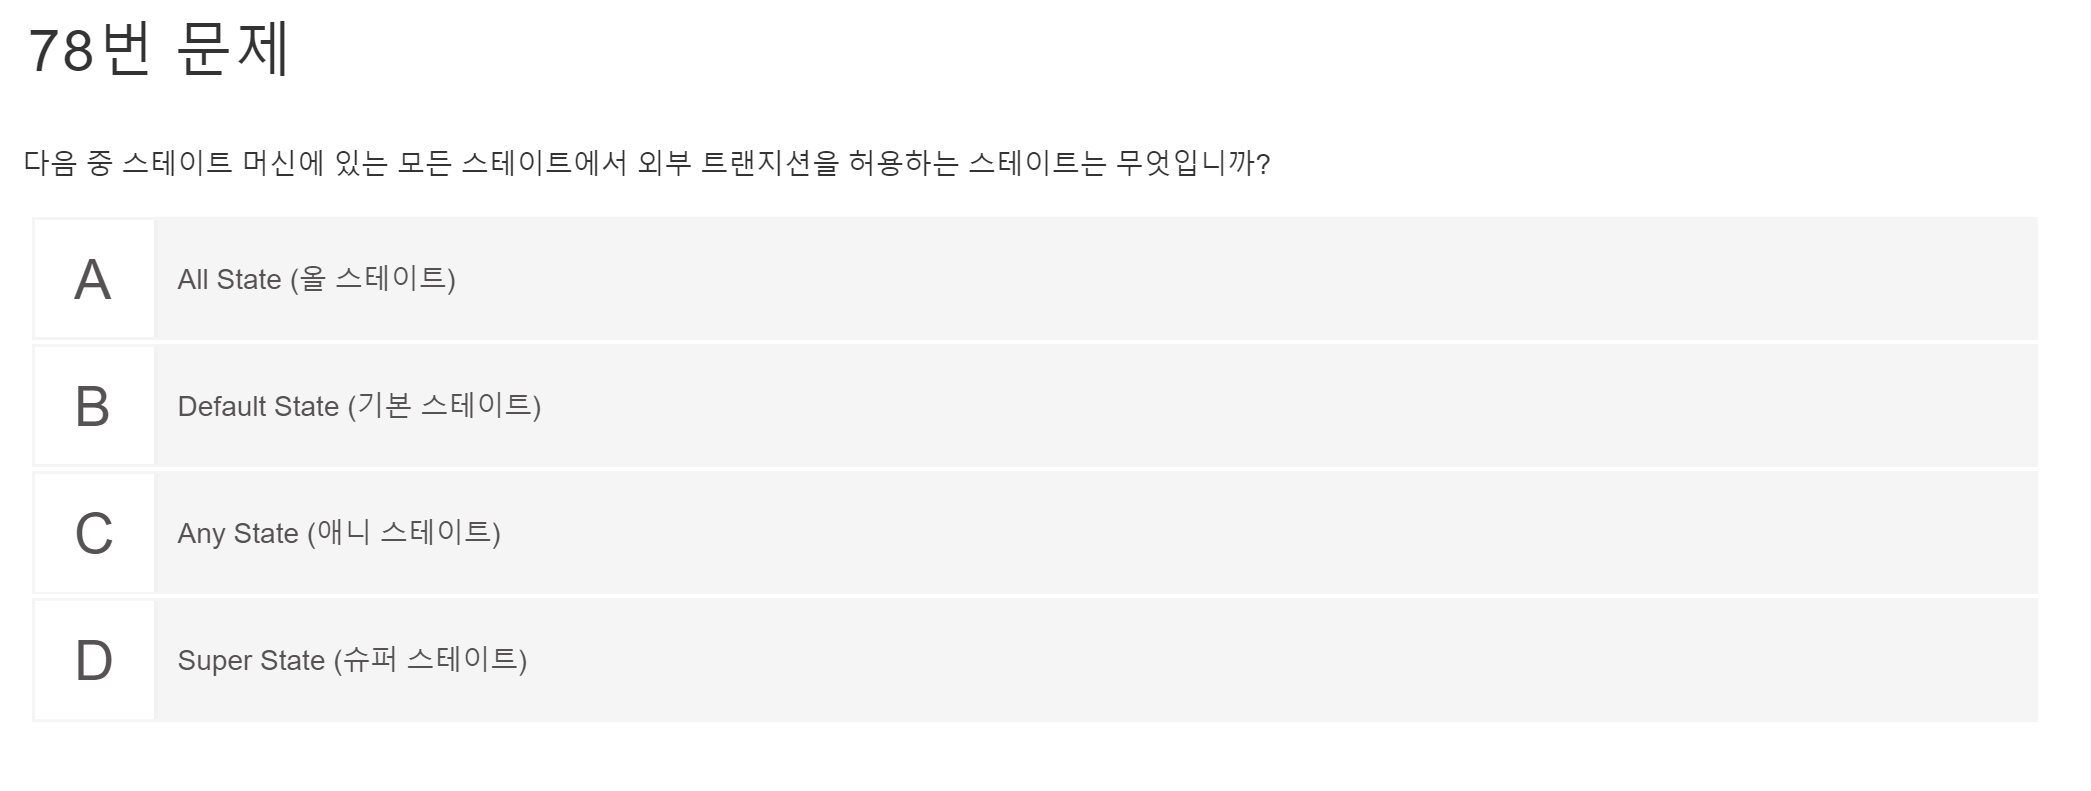 78번 문제
다음 중 스테이트 머신에 있는 모든 스테이트에서 외부 트랜지션을 허용하는 스테이트는 무엇입니까?
A All State (올 스테이트)
B Default State (기본 스테이트)
C Any State (애니 스테이트)
D Super State (슈퍼 스테이트)